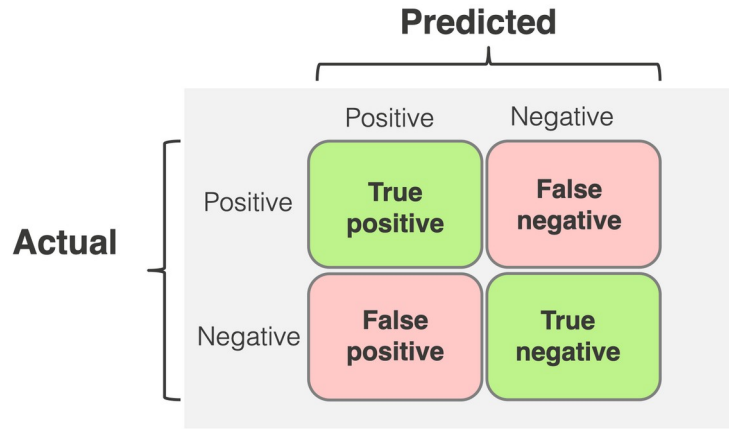 Predicted
Positive Negative
Positive
True
positive
False
negative
Actual
Negative
False
positive
True
negative